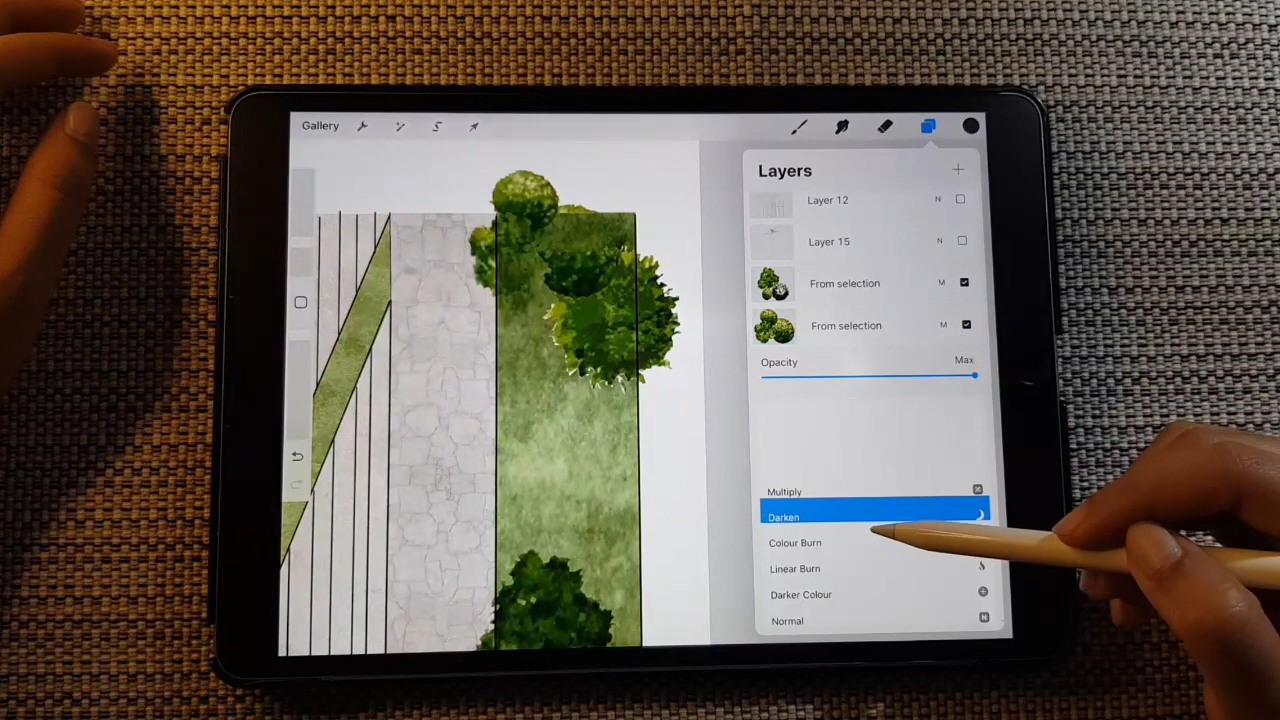 Gallery
Layers
Layer 12 N
Layer 15 N
From selection M
From selection M
Opacity Max
Multiply
Darken
Colour Burn
Linear Burn
Darker Colour
Normal N